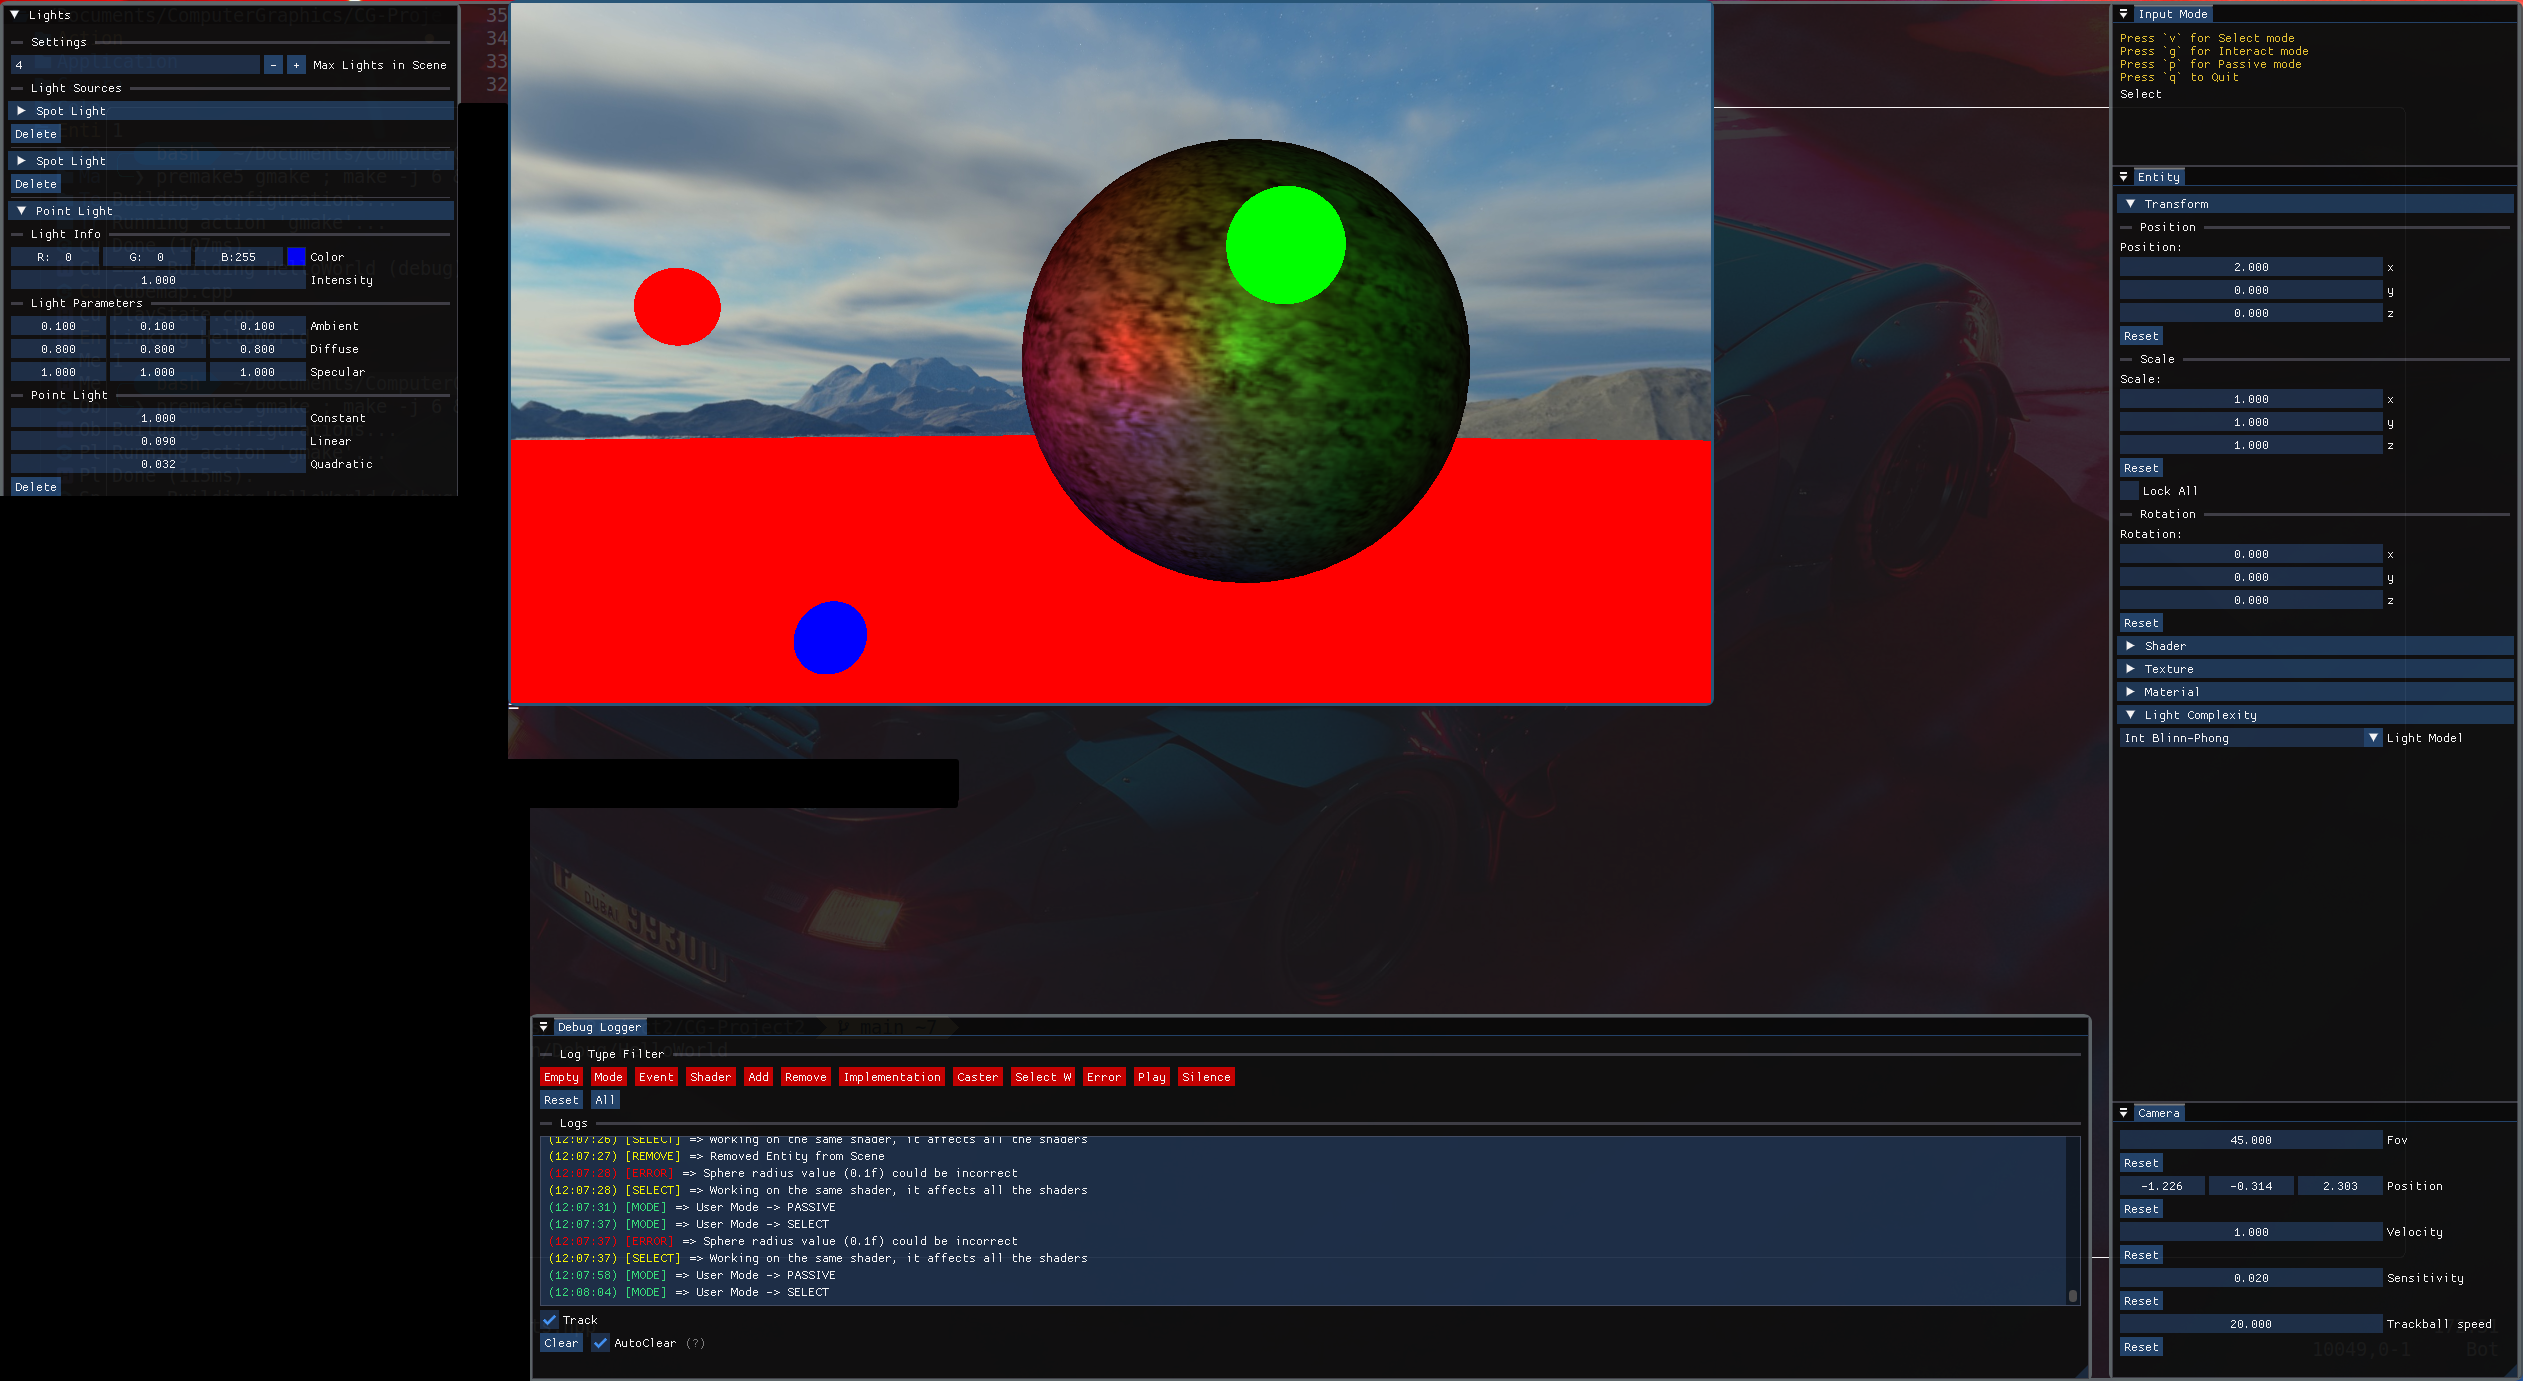 Lights
Settings
4 - + Max Lights in Scene
Light Sources
Spot Light
Delete
Spot Light
Delete
Point Light
Light Info
R: 0 G: 0 B:255 Color
1.000 Intensity
Light Parameters
0.100 0.100 0.100 Ambient
0.800 0.800 0.800 Diffuse
1.000 1.000 1.000 Specular
Point Light
1.000 Constant
0.090 Linear
0.032 Quadratic
Delete
35
34
33
32
Input Mode
Press `v` for Select mode
Press `g` for Interact mode
Press `p` for Passive mode
Press `q` to Quit
Select
Entity
Transform
Position
Position:
2.000 x
0.000 y
0.000 z
Reset
Scale
Scale:
1.000 x
1.000 y
1.000 z
Reset
Lock All
Rotation
Rotation:
0.000 x
0.000 y
0.000 z
Reset
Shader
Texture
Material
Light Complexity
Int Blinn-Phong Light Model
DUBAI 99300
Debug Logger
Log Type Filter
Empty Mode Event Shader Add Remove Implementation Caster Select W Error Play Silence
Reset All
Logs
(12:07:26) [SELECT] => Working on the same shader, it affects all the shaders
(12:07:27) [REMOVE] => Removed Entity from Scene
(12:07:28) [ERROR] => Sphere radius value (0.1f) could be incorrect
(12:07:28) [SELECT] => Working on the same shader, it affects all the shaders
(12:07:31) [MODE] => User Mode -> PASSIVE
(12:07:37) [MODE] => User Mode -> SELECT
(12:07:37) [ERROR] => Sphere radius value (0.1f) could be incorrect
(12:07:37) [SELECT] => Working on the same shader, it affects all the shaders
(12:07:58) [MODE] => User Mode -> PASSIVE
(12:08:04) [MODE] => User Mode -> SELECT
Track
Clear AutoClear (?)
Camera
45.000 Fov
Reset
-1.226 -0.314 2.303 Position
Reset
1.000 Velocity
Reset
0.020 Sensitivity
Reset
20.000 Trackball speed
Reset
10049,0-1 Bot